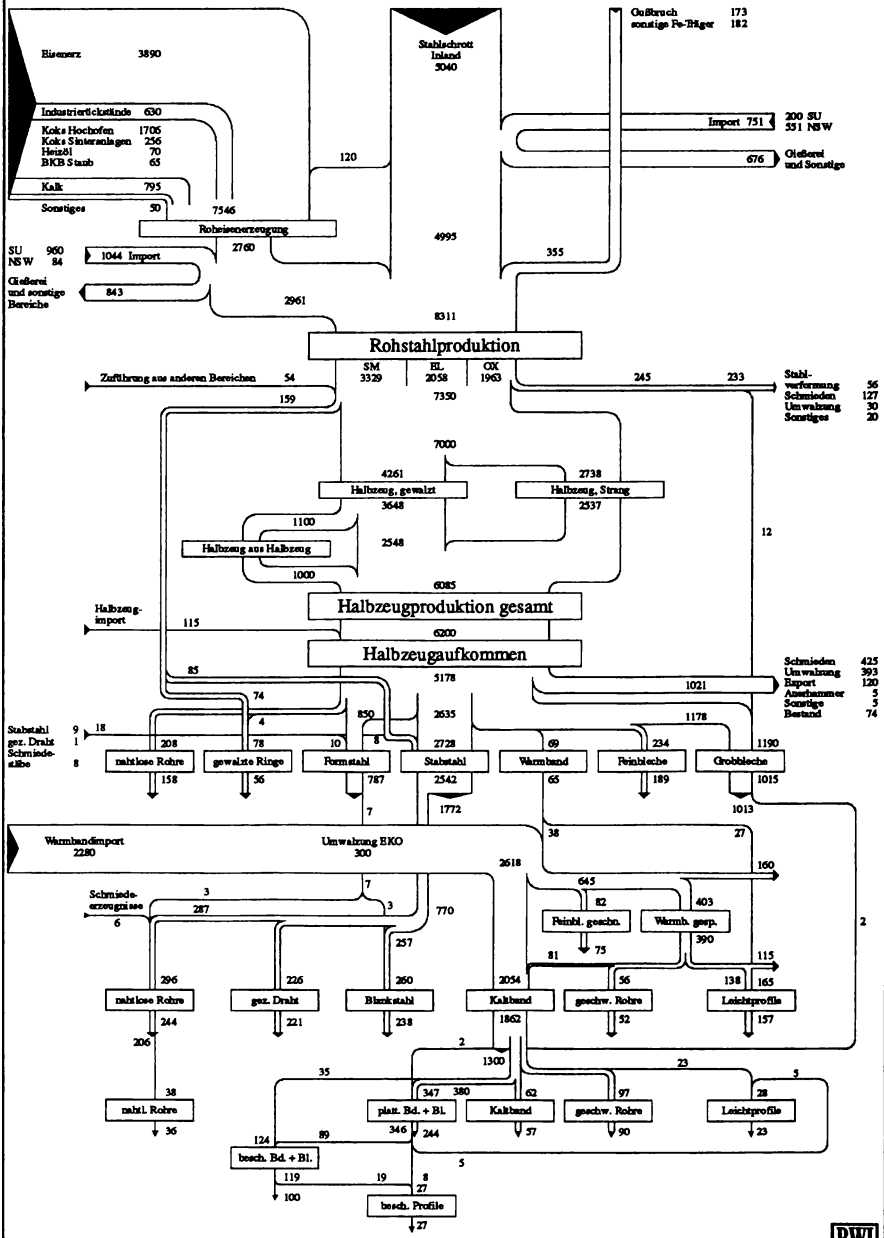 Eisenerz 3890
Stahlschrott
Inland
5040
Gußbruch 173
sonstige Fe-Träger 182
Industrierückstände 630
Koks Hochofen 1706
Koks Sinteranlagen 256
Heizöl 70
BKB Staub 65
Kalk 795
Sonstiges 50
7546
120
Import 751
200 SU
551 NSW
676
Gießerei
und Sonstige
Roheisenerzeugung
2760
4995
355
SU 960
NSW 84
1044 Import
Gießerei
und sonstige
Bereiche
843
2961
8311
Rohstahlproduktion
SM EL OX
3329 2058 1963
7350
Zuführung aus anderen Bereichen 54
159
245 233
Stahl-
verformung 56
Schmieden 127
Umwalzung 30
Sonstiges 20
7000
4261 2738
Halbzeug, gewalzt
Halbzeug, Strang
3648 2537
1100
2548
Halbzeug aus Halbzeug
1000
12
6085
Halbzeugproduktion gesamt
Halbzeug-
import 115
6200
Halbzeugaufkommen
5178
85
74
1021
Schmieden 425
Umwalzung 393
Export 120
Auerhammer 5
Sonstige 5
Bestand 74
4
850
2635
1178
Stabstahl 9
gez. Draht 1
Schmiede-
stäbe 8
18
8
208 78 10 2728 69 234 1190
nahtlose Rohre
gewalzte Ringe
Formstahl
Stabstahl
Warmband
Feinbleche
Grobbleche
158 56 787 2542 65 189 1015
7
1772
1013
38
27
Warmbandimport
2280
Umwalzung EKO
300
2618
160
7
3
3
Schmiede-
erzeugnisse
6
287
770
645
82 403
Feinbl. geschn.
Warmb. gesp.
75
390
2
257
81
115
296 226 260 2054 56 138 165
nahtlose Rohre
gez. Draht
Blankstahl
Kaltband
geschw. Rohre
Leichtprofile
244 221 238 1862 52 157
206
2
1300
23
5
35
380
38 347 62 97 28
nahtl. Rohre
platt. Bd. + Bl.
Kaltband
geschw. Rohre
Leichtprofile
36 346 244 57 90 23
124
89
besch. Bd. + Bl.
5
119
19
8
27
100
besch. Profile
27
RWI